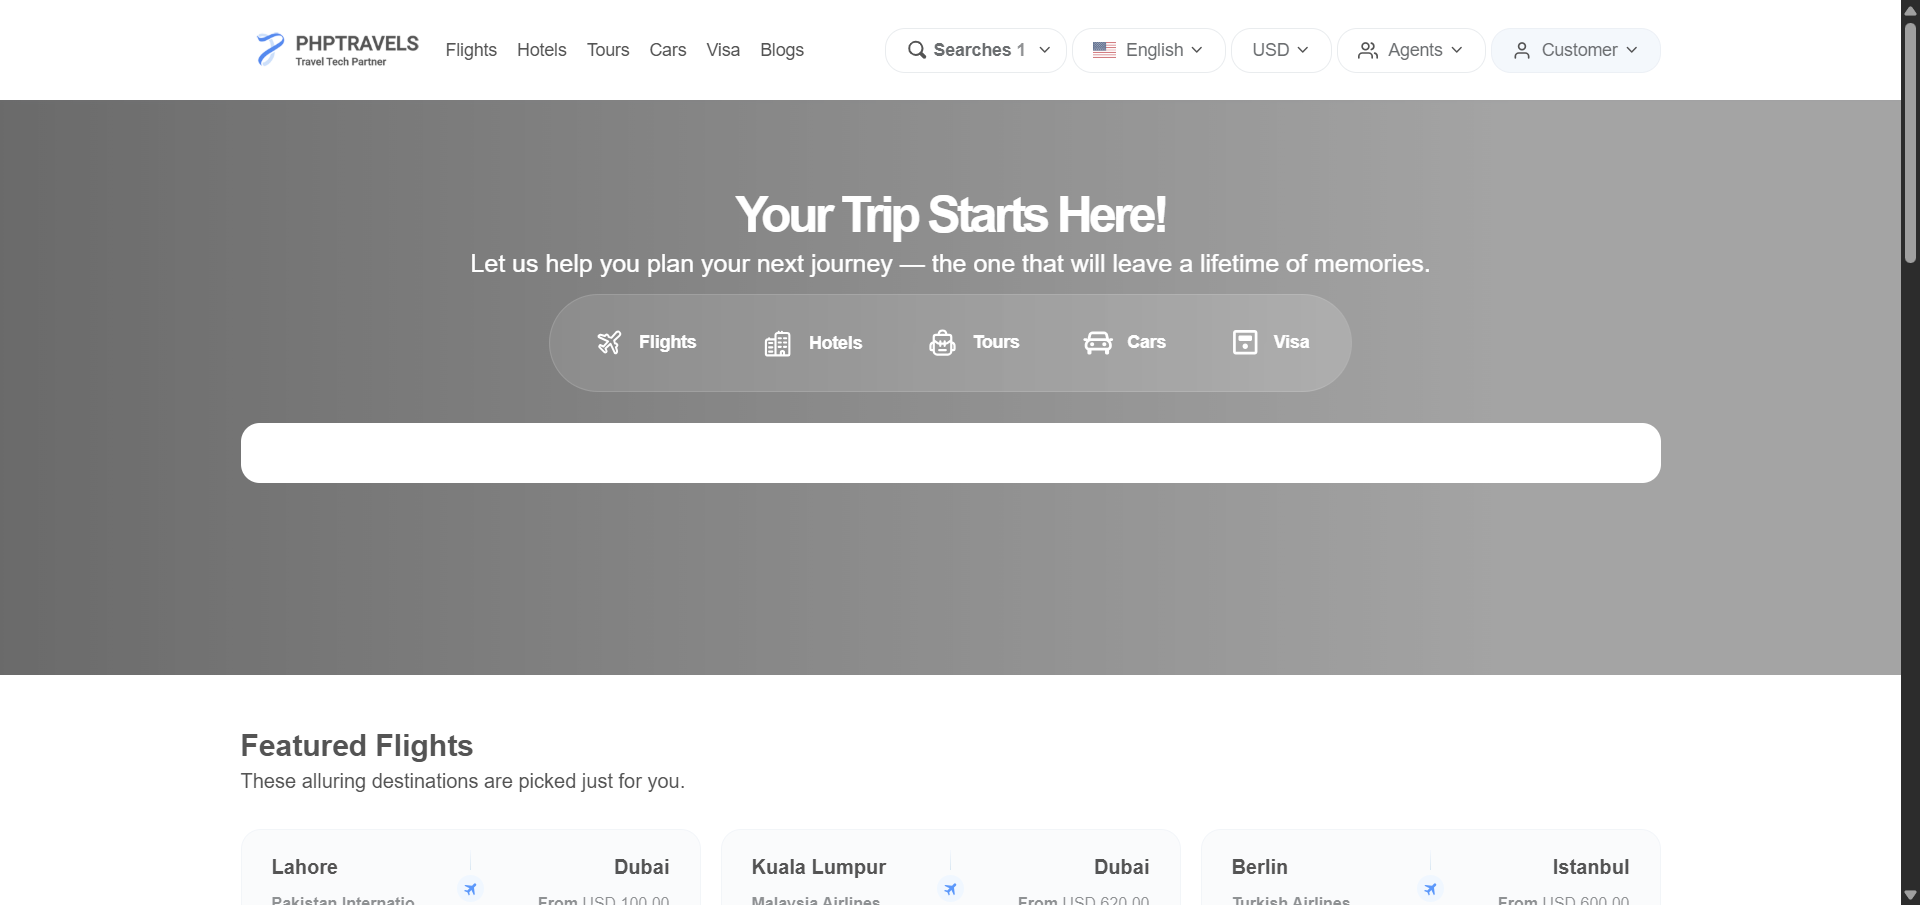 PHPTRAVELS
Travel Tech Partner
Flights Hotels Tours Cars Visa Blogs
Searches 1
English
USD
Agents
Customer
Your Trip Starts Here!
Let us help you plan your next journey — the one that will leave a lifetime of memories.
Flights Hotels Tours Cars Visa
Featured Flights
These alluring destinations are picked just for you.
Lahore Dubai
Pakistan Internatio From USD 100.00
Kuala Lumpur Dubai
Malaysia Airlines From USD 620.00
Berlin Istanbul
Turkish Airlines From USD 600.00